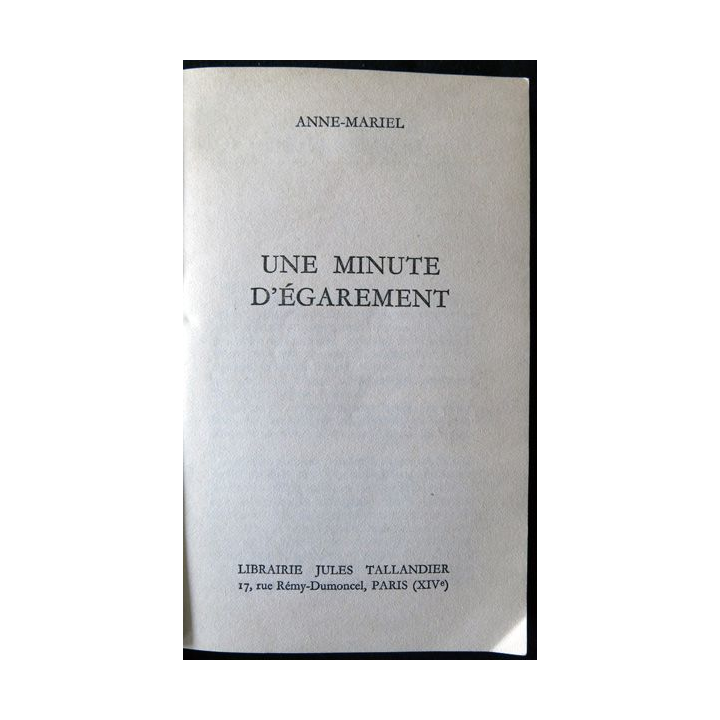 ANNE-MARIEL
UNE MINUTE
D'ÉGAREMENT
LIBRAIRIE JULES TALLANDIER
17, rue Rémy-Dumoncel, PARIS (XIVe)